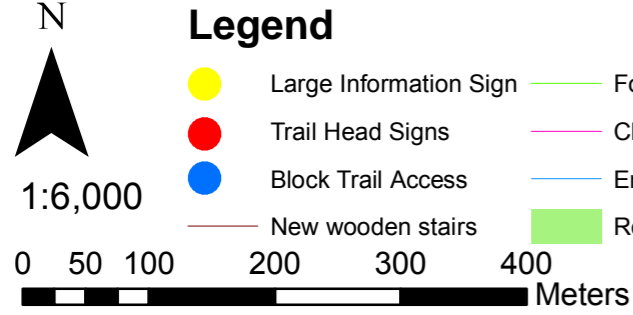 N
Legend
Large Information Sign
Trail Head Signs
Block Trail Access
New wooden stairs
1:6,000
0 50 100 200 300 400
Meters